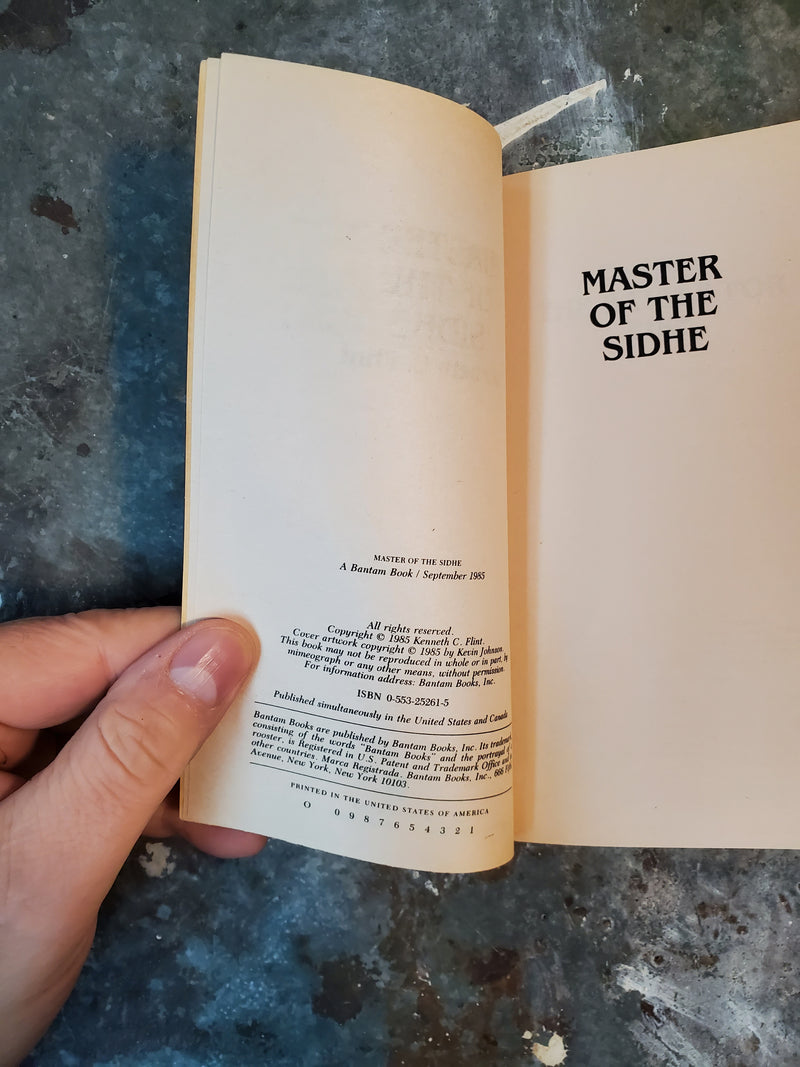 MASTER OF THE SIDHE
A Bantam Book / September 1985
All rights reserved.
Copyright © 1985 Kenneth C. Flint.
Cover artwork copyright © 1985 by Kevin Johnson.
This book may not be reproduced in whole or in part, by
mimeograph or any other means, without permission.
For information address: Bantam Books, Inc.
ISBN 0-553-25261-5
Published simultaneously in the United States and Canada
Bantam Books are published by Bantam Books, Inc. Its
consisting of the words "Bantam Books" and the portrayal of
rooster, is Registered in U.S. Patent and Trademark Office and
other countries. Marca Registrada. Bantam Books, Inc., 666
Avenue, New York, New York 10103.
PRINTED IN THE UNITED STATES OF AMERICA
O 0 9 8 7 6 5 4 3 2 1
MASTER
OF THE
SIDHE